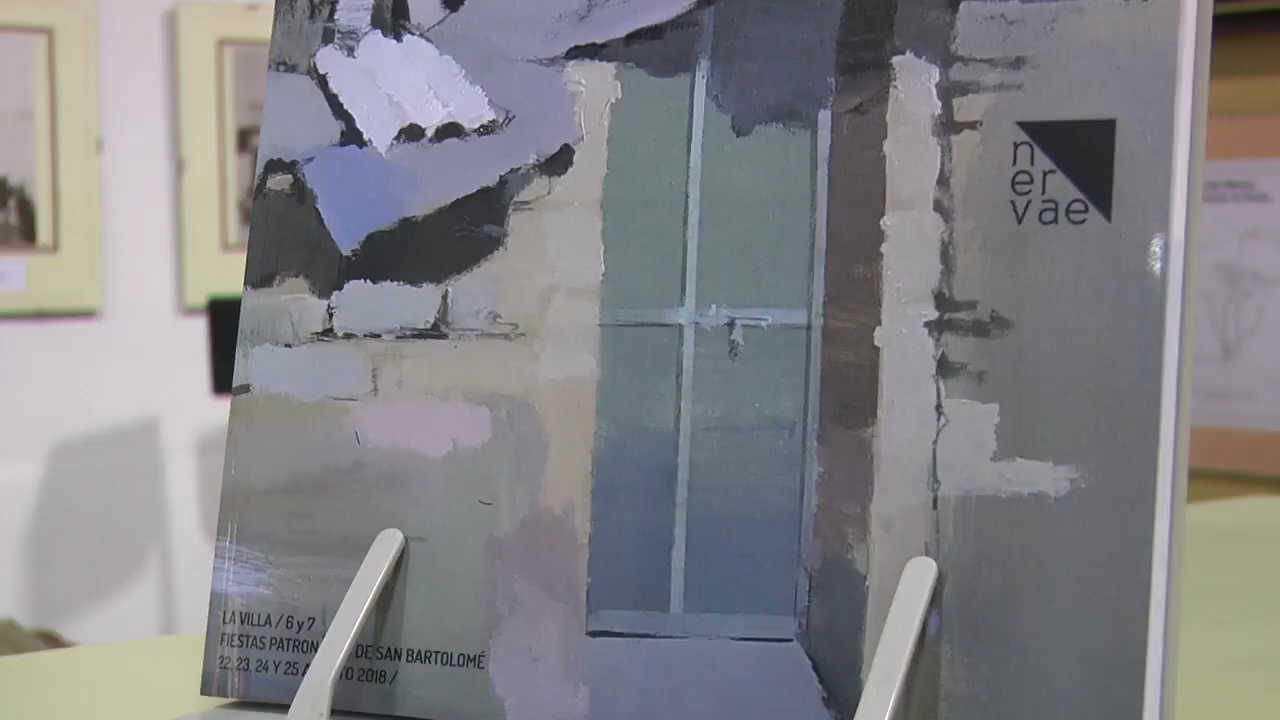 n
er
vae
LA VILLA / 6 y 7
FIESTAS PATRON DE SAN BARTOLOMÉ
22, 23, 24 Y 25 A TO 2018 /